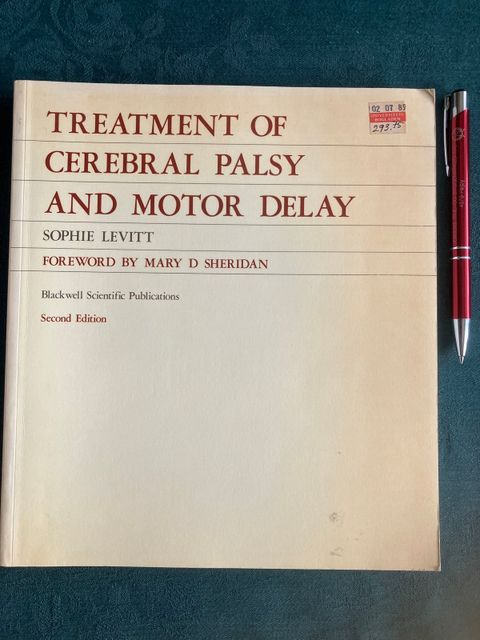 TREATMENT OF
CEREBRAL PALSY
AND MOTOR DELAY
SOPHIE LEVITT
FOREWORD BY MARY D SHERIDAN
Blackwell Scientific Publications
Second Edition
02 07 85
293.75